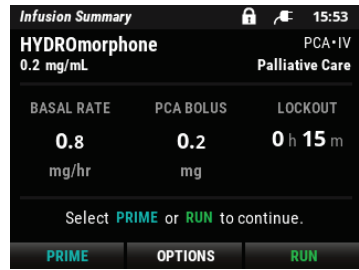 Infusion Summary 15:53
HYDROmorphone PCA•IV
0.2 mg/mL Palliative Care
BASAL RATE PCA BOLUS LOCKOUT
0.8 0.2 0 h 15 m
mg/hr mg
Select PRIME or RUN to continue.
PRIME OPTIONS RUN